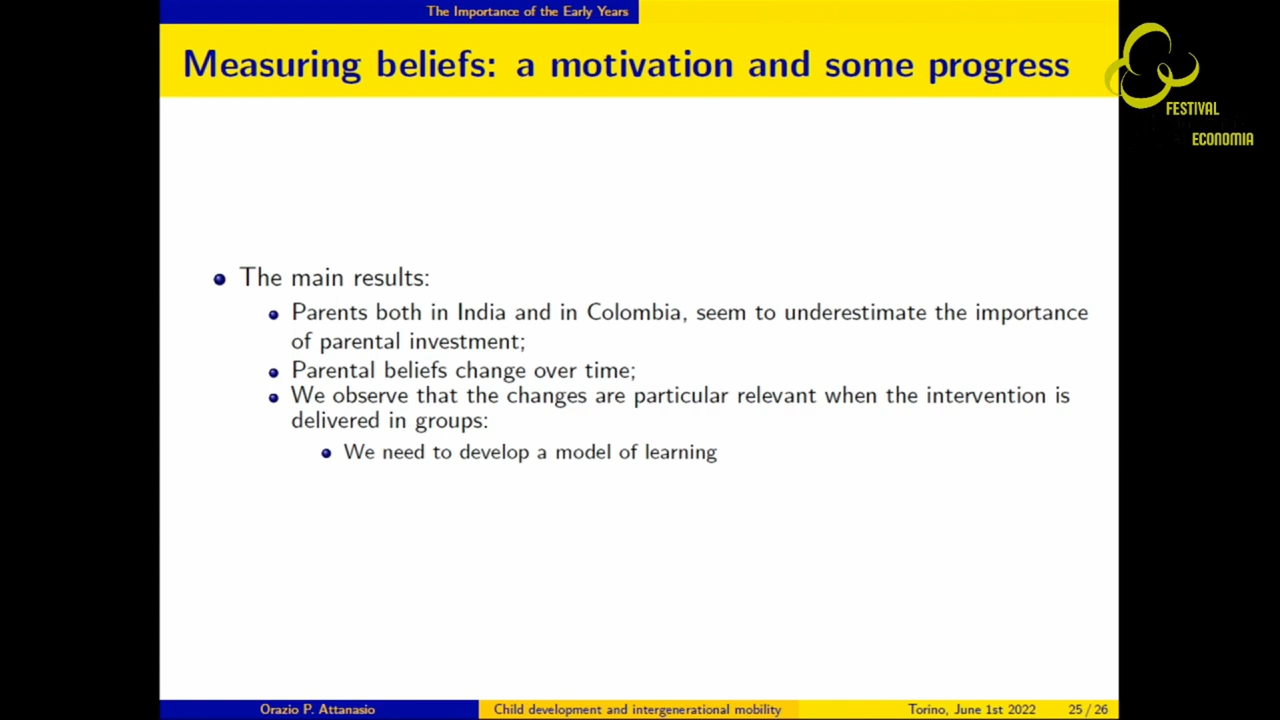 The Importance of the Early Years
Measuring beliefs: a motivation and some progress
FESTIVAL
ECONOMIA
The main results:
Parents both in India and in Colombia, seem to underestimate the importance
of parental investment;
Parental beliefs change over time;
We observe that the changes are particular relevant when the intervention is
delivered in groups:
We need to develop a model of learning
Orazio P. Attanasio
Child development and intergenerational mobility
Torino, June 1st 2022
25 / 26